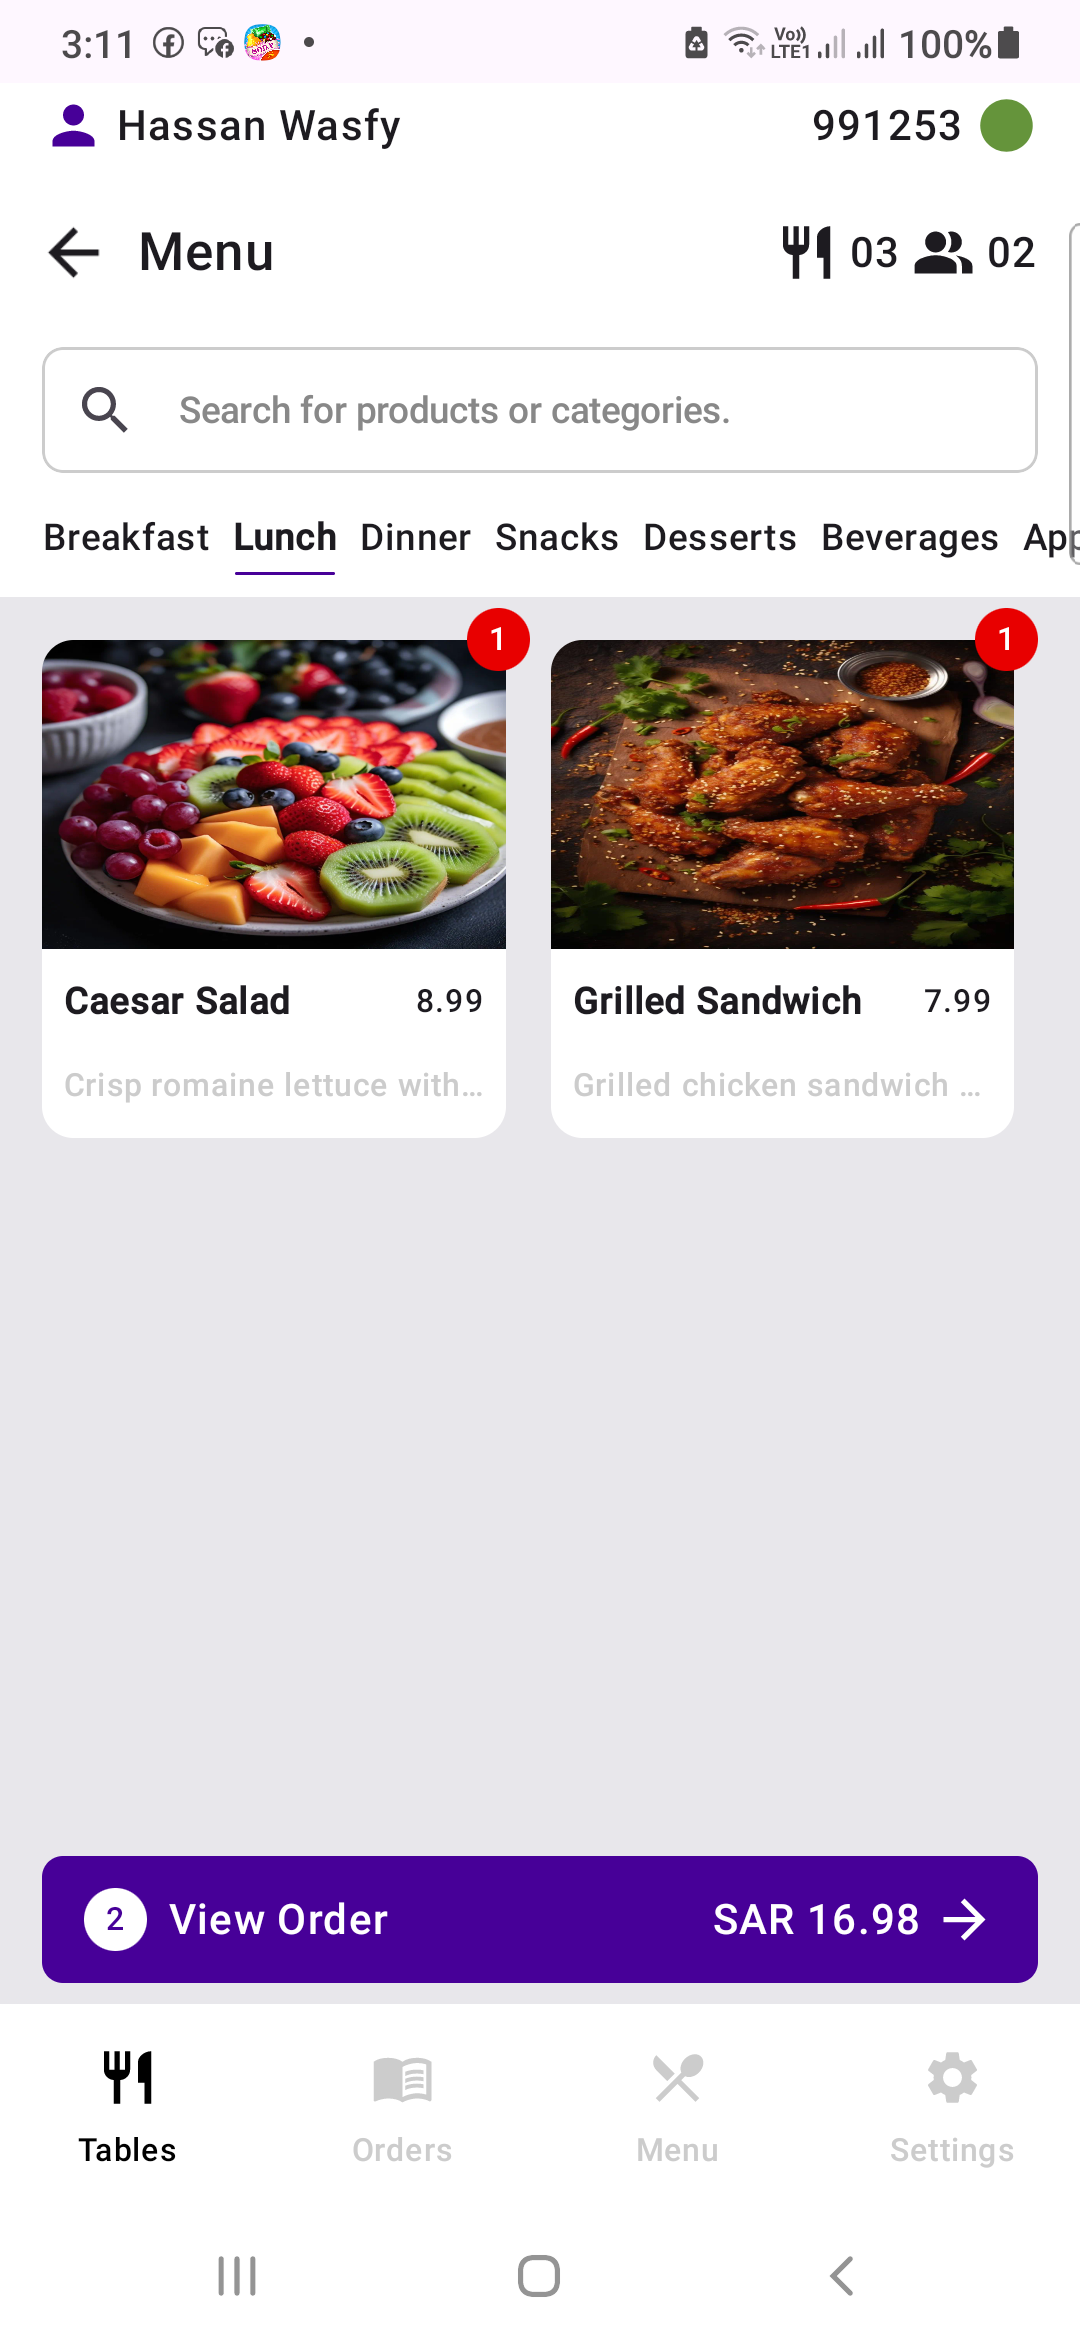 3:11
Vo)) LTE1 100%
Hassan Wasfy 991253
Menu 03 02
Search for products or categories.
Breakfast Lunch Dinner Snacks Desserts Beverages App
1 1
Caesar Salad 8.99 Grilled Sandwich 7.99
Crisp romaine lettuce with... Grilled chicken sandwich ...
2 View Order SAR 16.98
Tables Orders Menu Settings